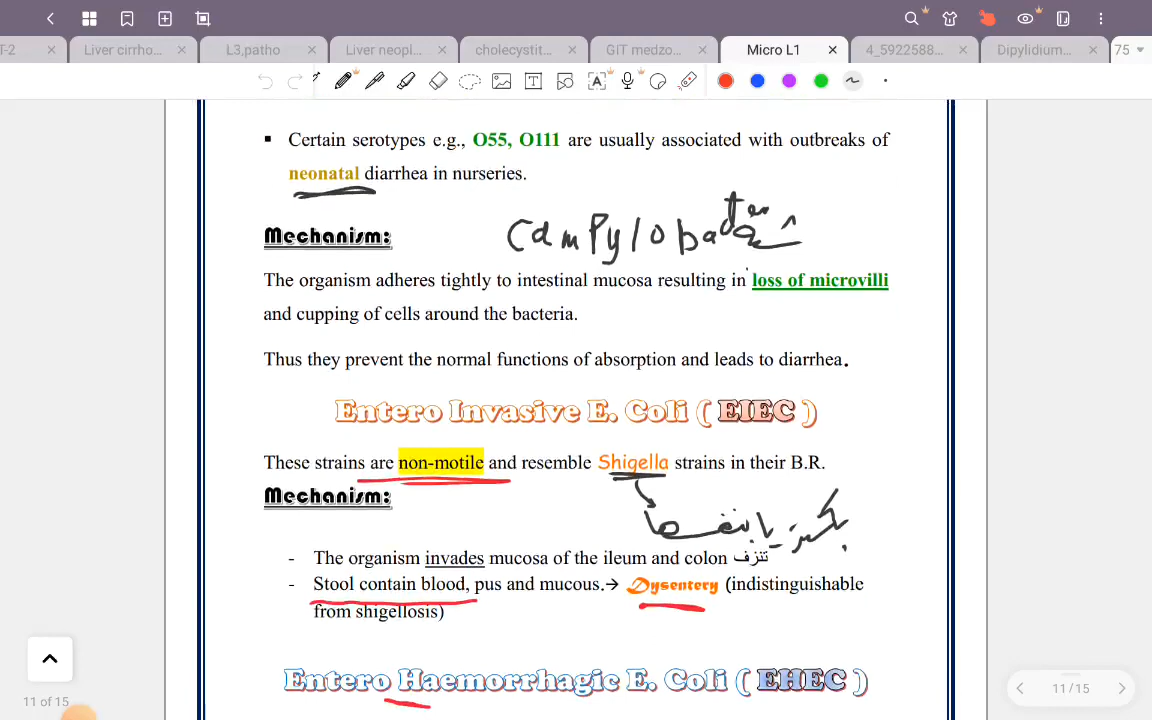 T-2
Liver cirrho...
L3,patho
Liver neopl...
cholecystit...
GIT medzo...
Micro L1
4_5922588...
Dipylidium...
75
Certain serotypes e.g., O55, O111 are usually associated with outbreaks of
neonatal diarrhea in nurseries.
Mechanism:
The organism adheres tightly to intestinal mucosa resulting in loss of microvilli
and cupping of cells around the bacteria.
Thus they prevent the normal functions of absorption and leads to diarrhea.
Entero Invasive E. Coli ( EIEC )
These strains are non-motile and resemble Shigella strains in their B.R.
Mechanism:
- The organism invades mucosa of the ileum and colon تنزف
- Stool contain blood, pus and mucous.→ Dysentery (indistinguishable
from shigellosis)
Entero Haemorrhagic E. Coli ( EHEC )
11 of 15
11/15